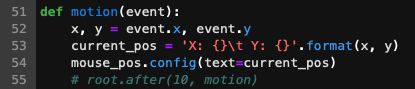 51 def motion(event):
52     x, y = event.x, event.y
53     current_pos = 'X: {}\t Y: {}'.format(x, y)
54     mouse_pos.config(text=current_pos)
55     # root.after(10, motion)